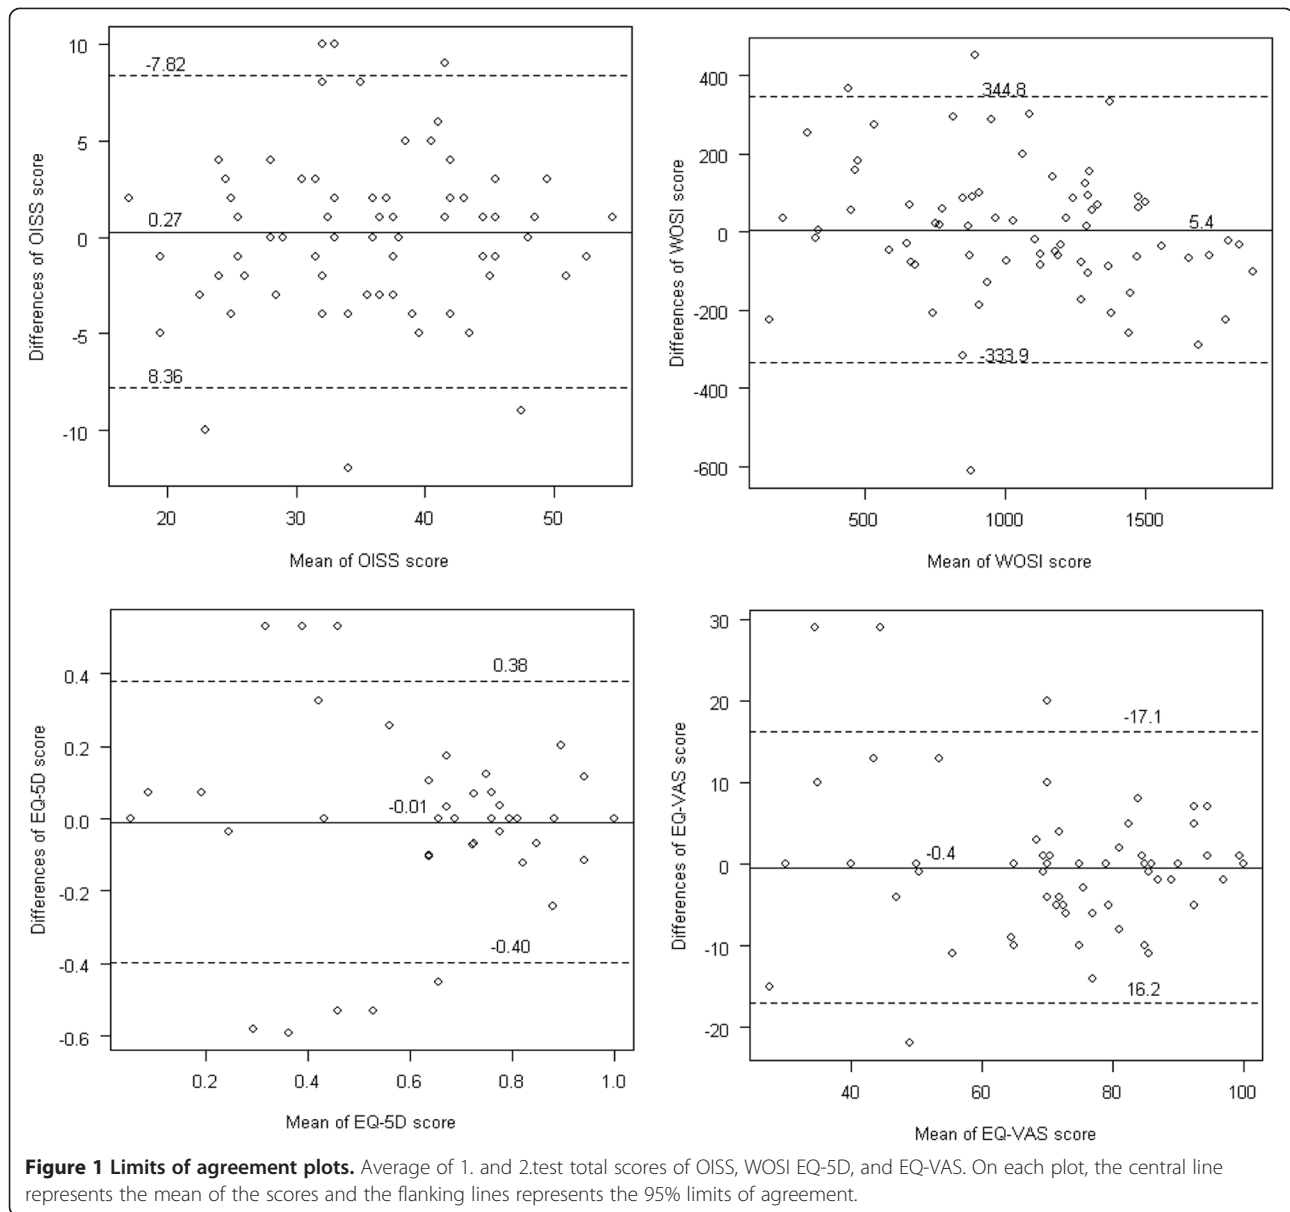 10
5
0
-5
-10
-7.82
0.27
8.36
Differences of OISS score
20 30 40 50
Mean of OISS score
400
200
0
-200
-400
-600
344.8
5.4
-333.9
Differences of WOSI score
500 1000 1500
Mean of WOSI score
0.4
0.2
0.0
-0.2
-0.4
-0.6
0.38
-0.01
-0.40
Differences of EQ-5D score
0.2 0.4 0.6 0.8 1.0
Mean of EQ-5D score
30
20
10
0
-10
-20
-17.1
-0.4
16.2
Differences of EQ-VAS score
40 60 80 100
Mean of EQ-VAS score
Figure 1 Limits of agreement plots. Average of 1. and 2.test total scores of OISS, WOSI EQ-5D, and EQ-VAS. On each plot, the central line
represents the mean of the scores and the flanking lines represents the 95% limits of agreement.